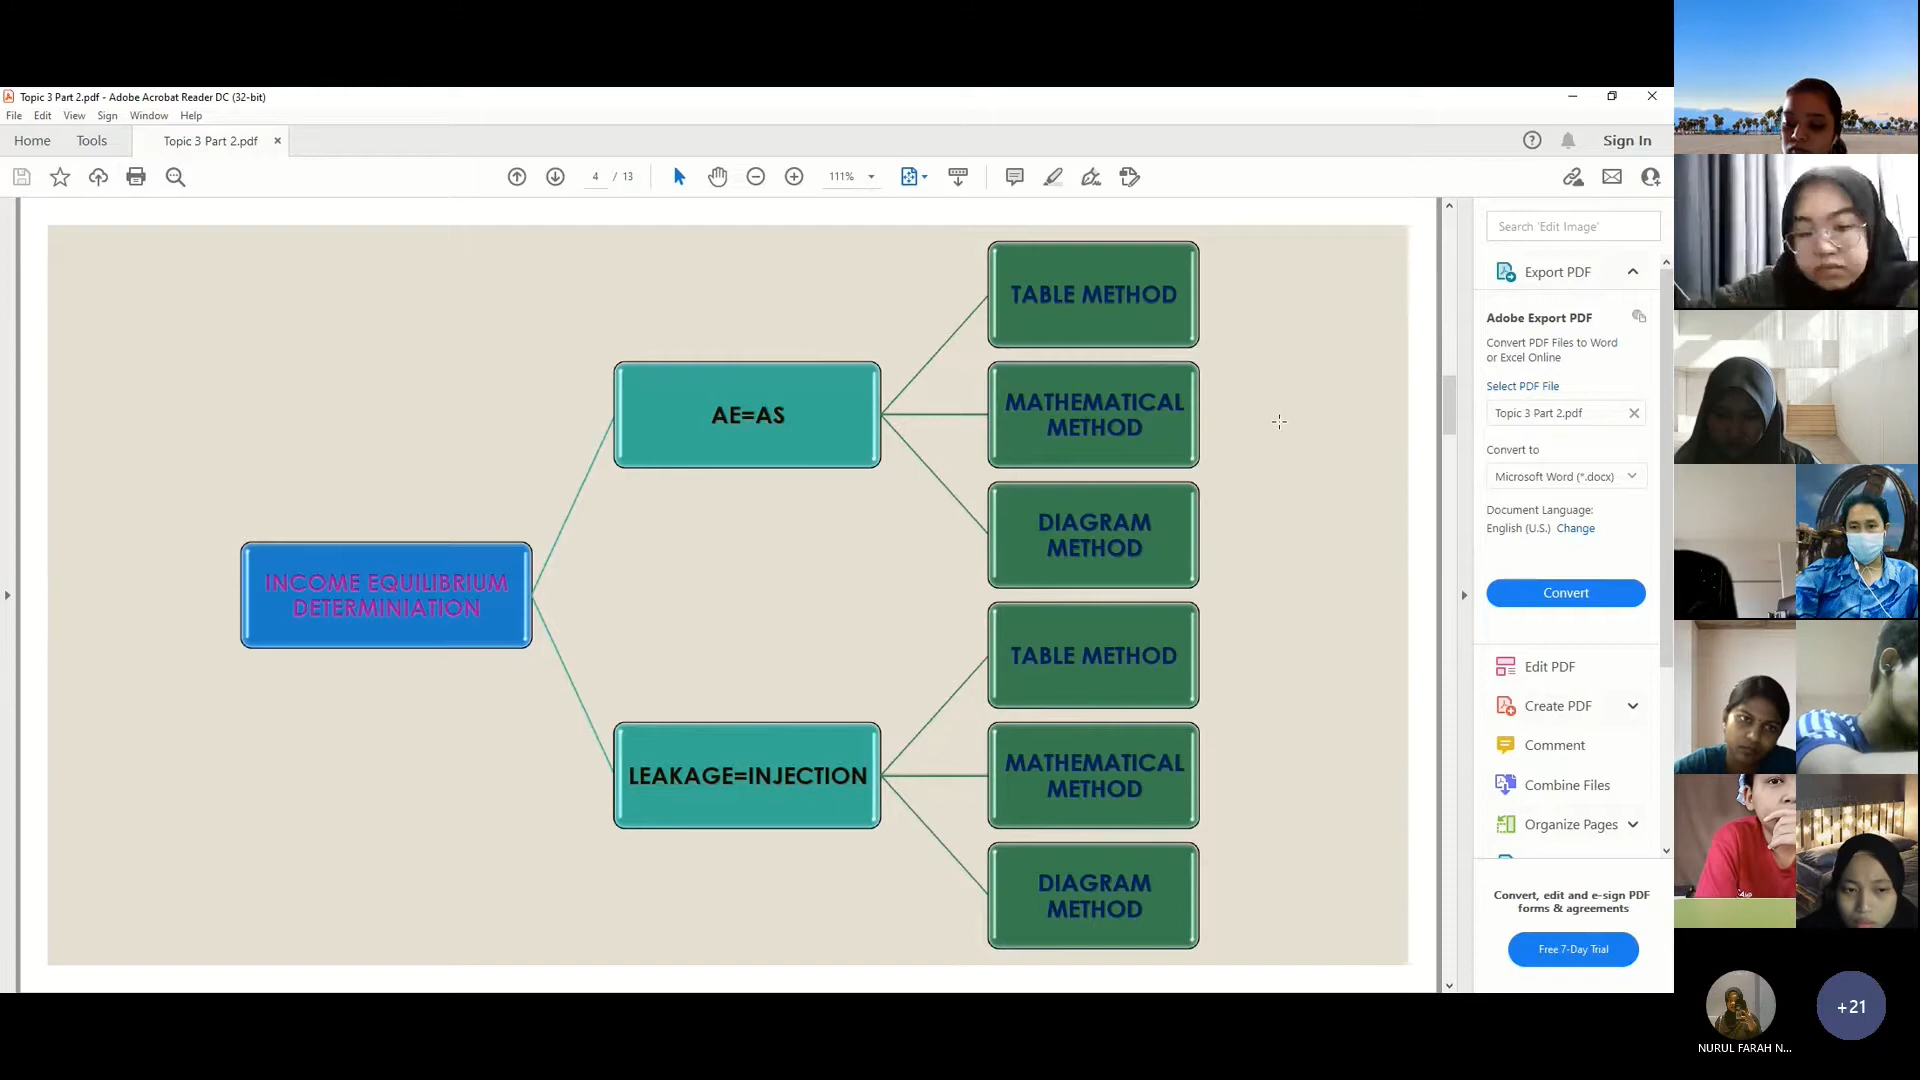 Topic 3 Part 2.pdf - Adobe Acrobat Reader DC (32-bit)
File Edit View Sign Window Help
Home Tools Topic 3 Part 2.pdf × Sign In
4 / 13 111%
INCOME EQUILIBRIUM
DETERMINIATION
AE=AS
LEAKAGE=INJECTION
TABLE METHOD
MATHEMATICAL
METHOD
DIAGRAM
METHOD
TABLE METHOD
MATHEMATICAL
METHOD
DIAGRAM
METHOD
Search 'Edit Image'
Export PDF
Adobe Export PDF
Convert PDF Files to Word
or Excel Online
Select PDF File
Topic 3 Part 2.pdf
Convert to
Microsoft Word (*.docx)
Document Language:
English (U.S.) Change
Convert
Edit PDF
Create PDF
Comment
Combine Files
Organize Pages
Convert, edit and e-sign PDF
forms & agreements
Free 7-Day Trial
+21
NURUL FARAH N...